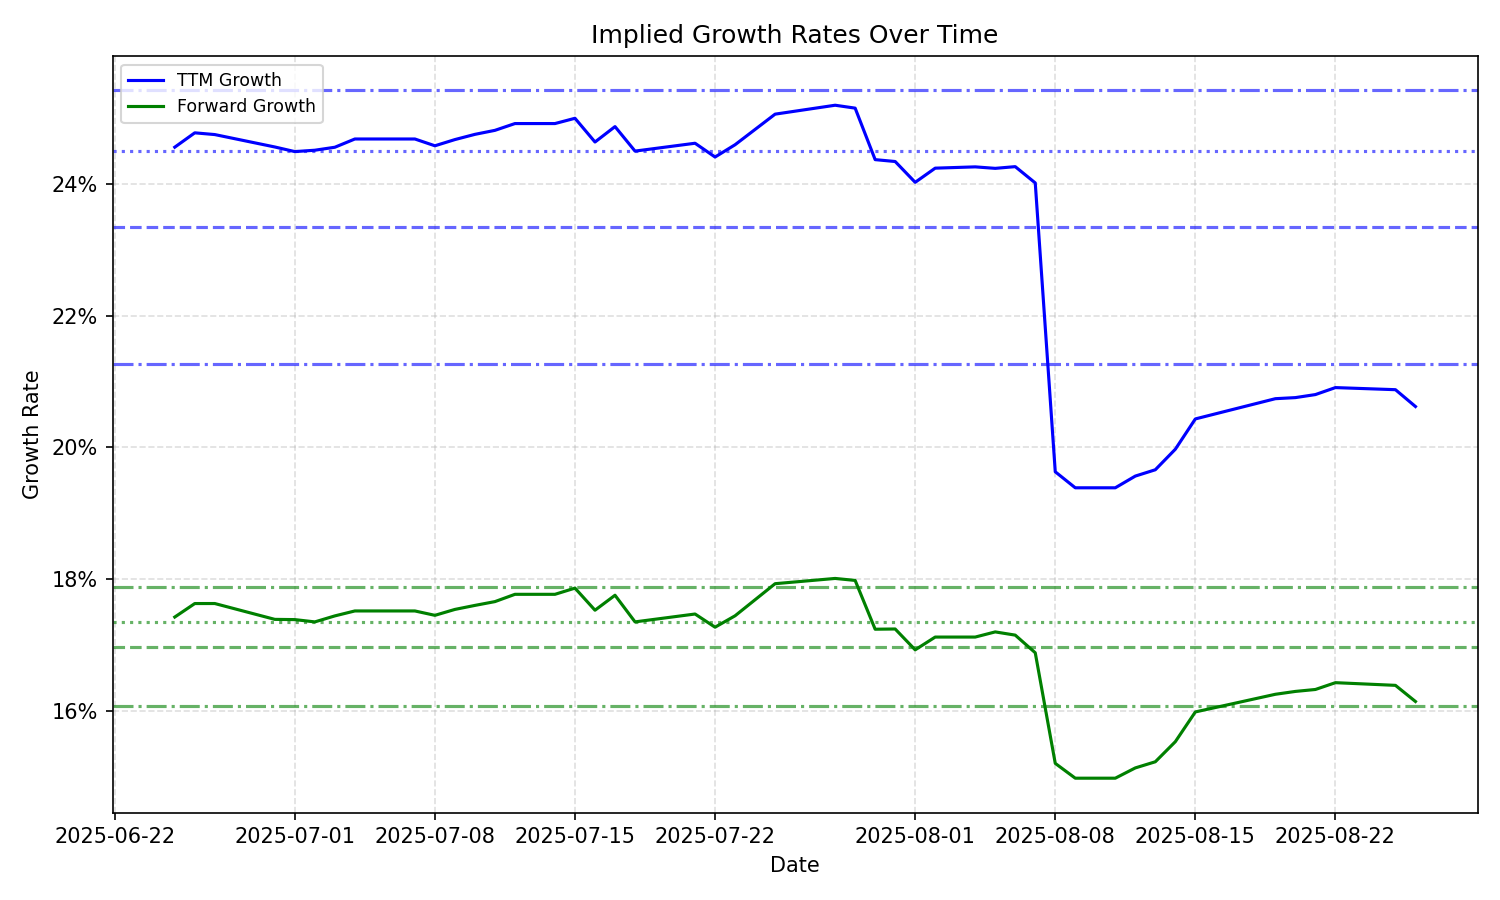 Implied Growth Rates Over Time
TTM Growth
Forward Growth
24%
22%
20%
18%
16%
Growth Rate
2025-06-22
2025-07-01
2025-07-08
2025-07-15
2025-07-22
2025-08-01
2025-08-08
2025-08-15
2025-08-22
Date